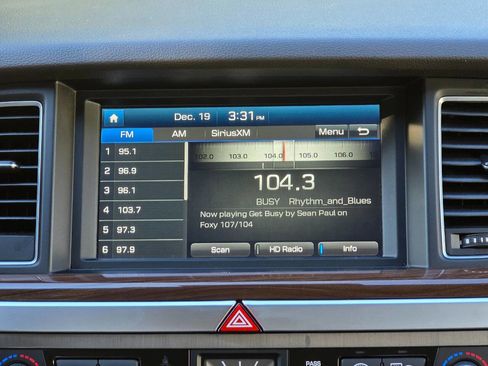 Dec. 19 3:31 PM
FM AM SiriusXM Menu
102.0 103.0 104.0 105.0 106.0
1 95.1
2 96.9
3 96.1
4 103.7
5 97.3
6 97.9
104.3
BUSY Rhythm_and_Blues
Now playing Get Busy by Sean Paul on
Foxy 107/104
Scan HD Radio Info
PASS